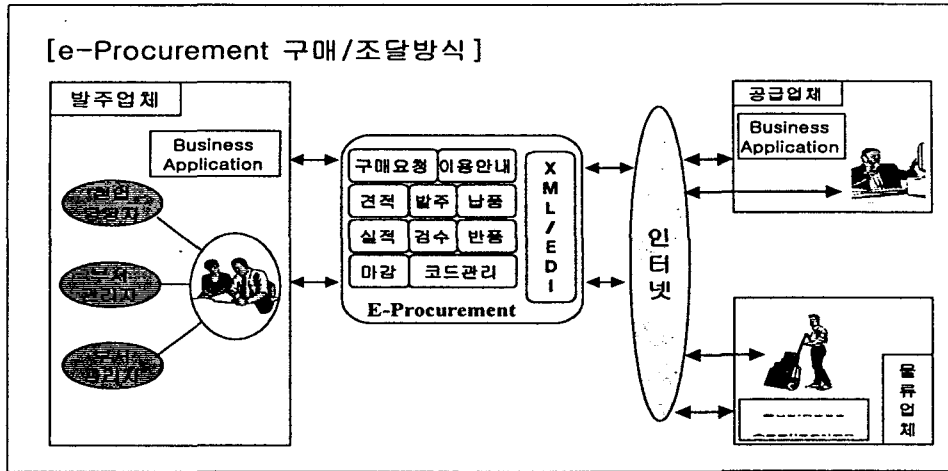 [e-Procurement 구매/조달방식]
발주업체
Business
Application
구매요청
이용안내
견적
발주
납품
실적
검수
반품
마감
코드관리
XML/EDI
E-Procurement
인터넷
공급업체
Business
Application
물류업체